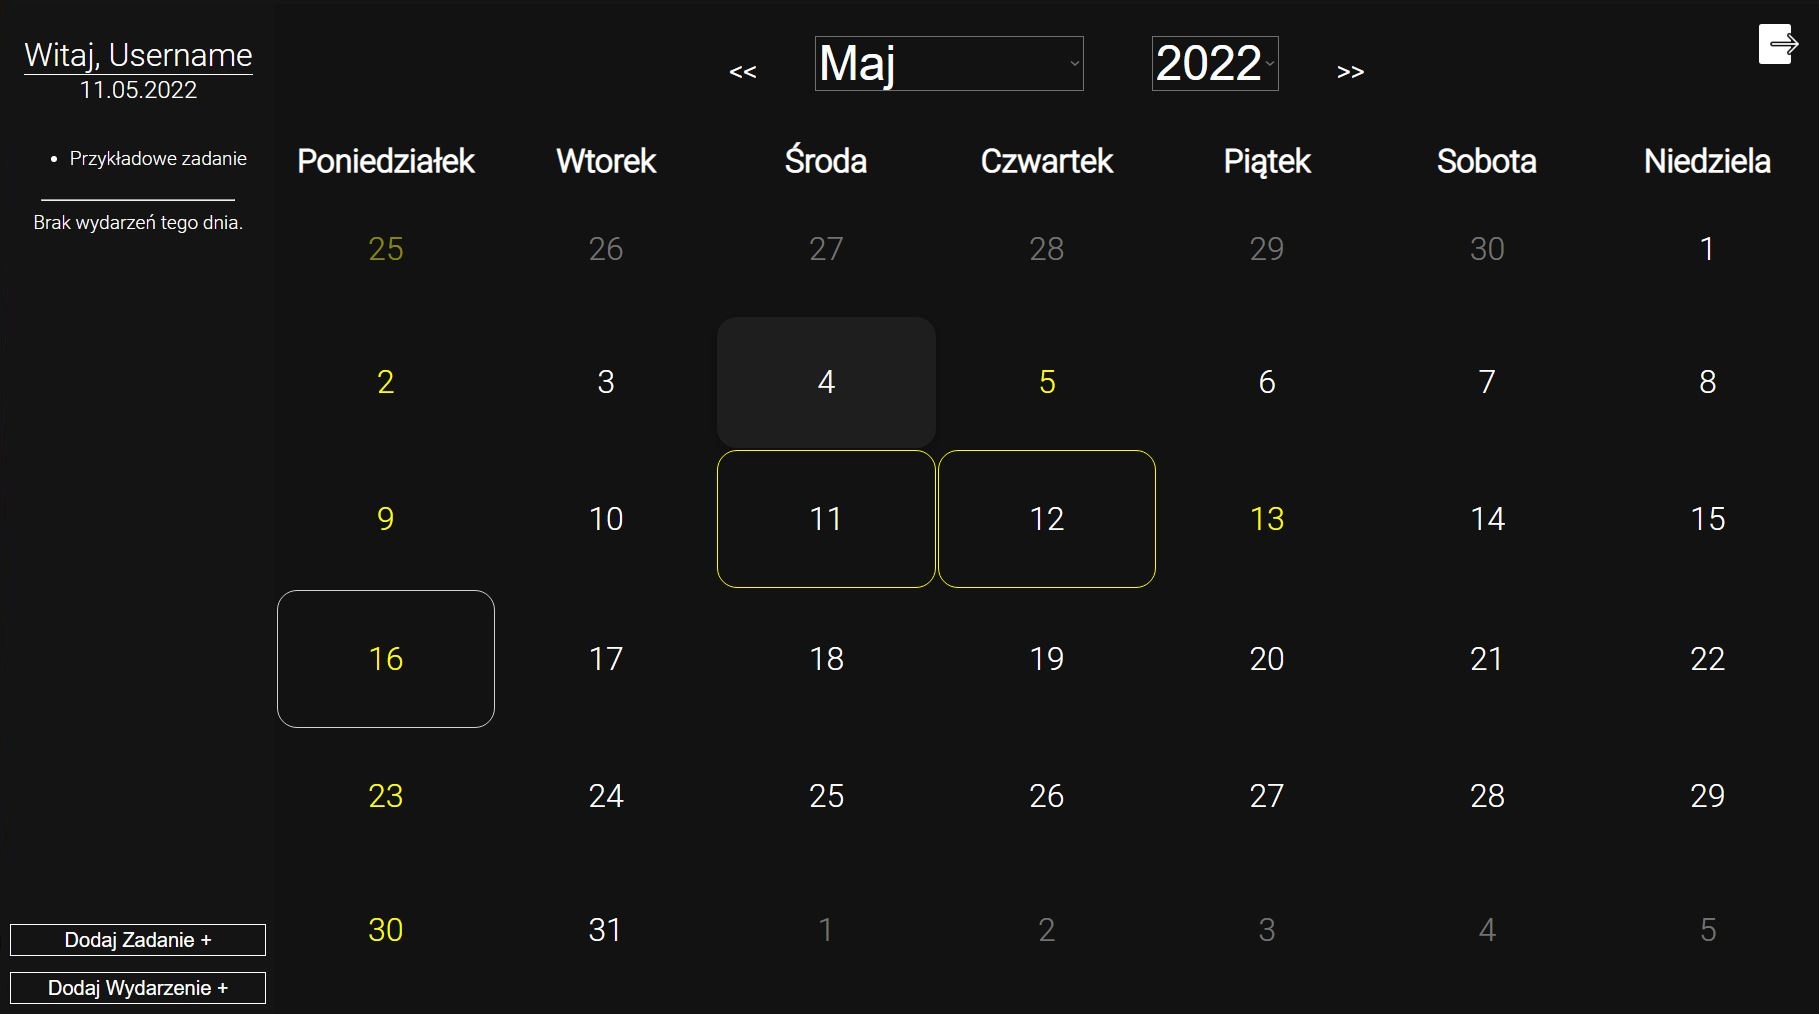 Witaj, Username
11.05.2022
Przykładowe zadanie
Brak wydarzeń tego dnia.
Dodaj Zadanie +
Dodaj Wydarzenie +
<< Maj 2022 >>
Poniedziałek Wtorek Środa Czwartek Piątek Sobota Niedziela
25 26 27 28 29 30 1
2 3 4 5 6 7 8
9 10 11 12 13 14 15
16 17 18 19 20 21 22
23 24 25 26 27 28 29
30 31 1 2 3 4 5